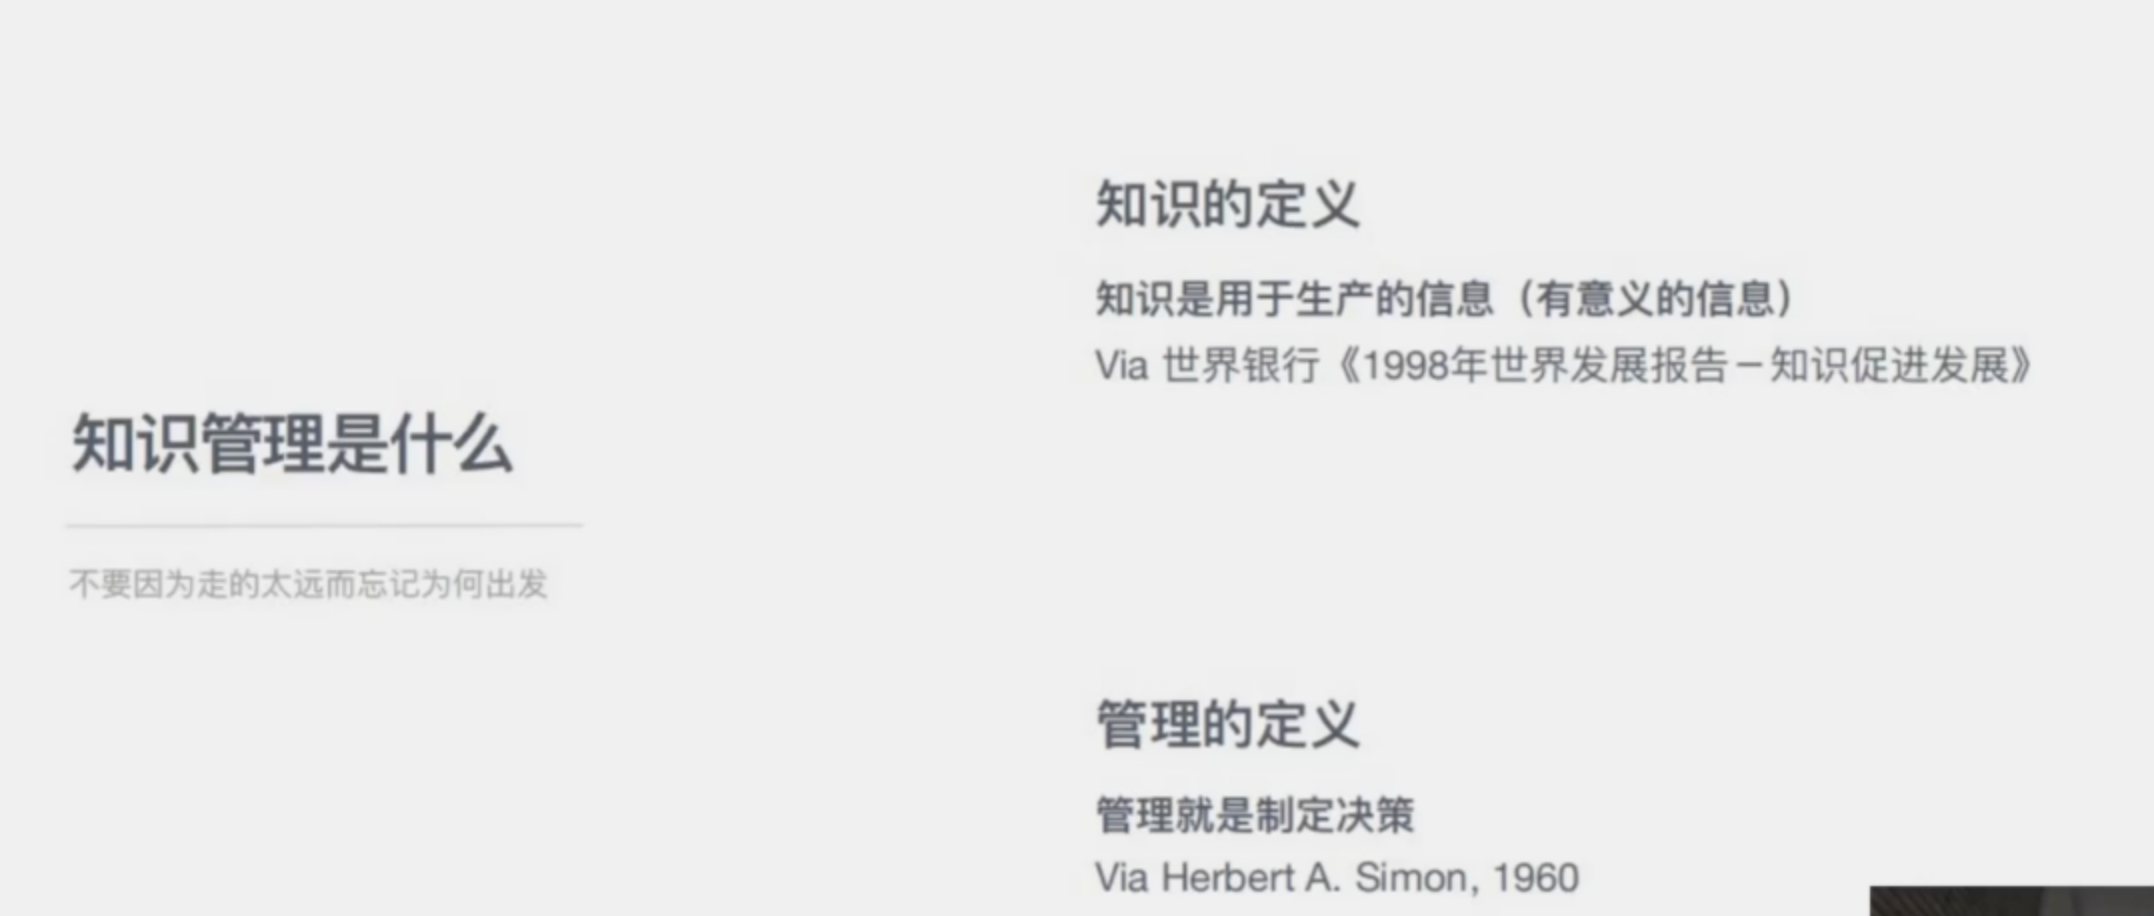 知识管理是什么
不要因为走的太远而忘记为何出发
知识的定义
知识是用于生产的信息（有意义的信息）
Via 世界银行《1998年世界发展报告－知识促进发展》
管理的定义
管理就是制定决策
Via Herbert A. Simon, 1960